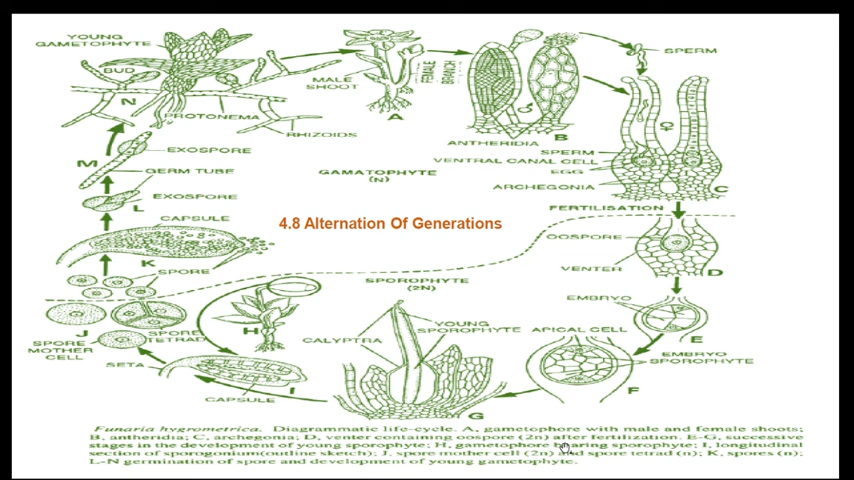 YOUNG
GAMETOPHYTE
BUD
N
PROTONEMA
RHIZOIDS
MALE
SHOOT
FEMALE
BRANCH
A
♂
B
ANTHERIDIA
SPERM
♀
SPERM
VENTRAL CANAL CELL
EGG
ARCHEGONIA
C
M
EXOSPORE
GERM TUBE
GAMATOPHYTE
(N)
L
EXOSPORE
CAPSULE
4.8 Alternation Of Generations
FERTILISATION
OOSPORE
VENTER
D
K
SPORE
SPOROPHYTE
(2N)
EMBRYO
E
J
SPORE
MOTHER
CELL
SPORE
TETRAD
H
CALYPTRA
YOUNG
SPOROPHYTE
APICAL CELL
EMBRYO
SPOROPHYTE
SETA
CAPSULE
I
G
F
Funaria hygrometrica. Diagrammatic life-cycle. A, gametophore with male and female shoots;
B, antheridia; C, archegonia; D, venter containing oospore (2n) after fertilization. E-G, successive
stages in the development of young sporophyte; H, gametophore bearing sporophyte; I, longitudinal
section of sporogonium(outline sketch); J, spore mother cell (2n) and spore tetrad (n); K, spores (n);
L-N germination of spore and development of young gametophyte.